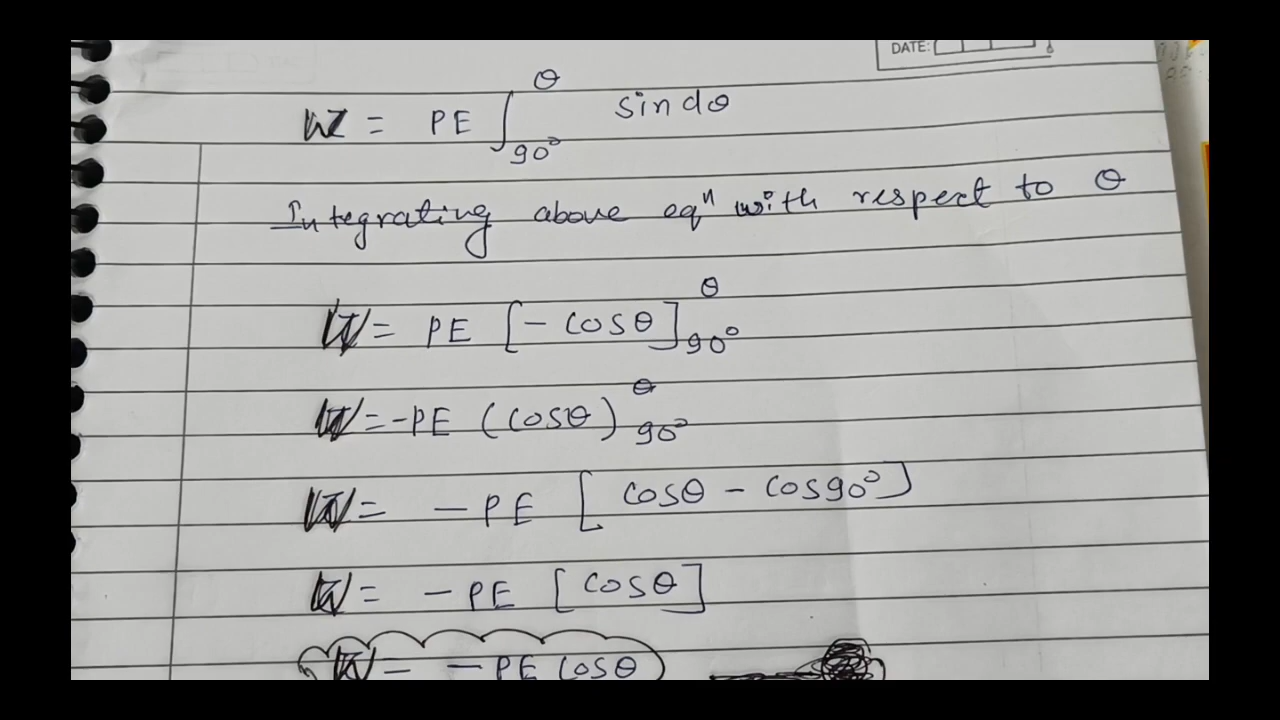 DATE:
W = PE ∫ θ 90° sin dθ
Integrating above eqⁿ with respect to θ
W = PE [- cosθ] θ 90°
W = -PE (cosθ) θ 90°
W = - PE [cosθ - cos90°]
W = - PE [cosθ]
W = - PE cosθ